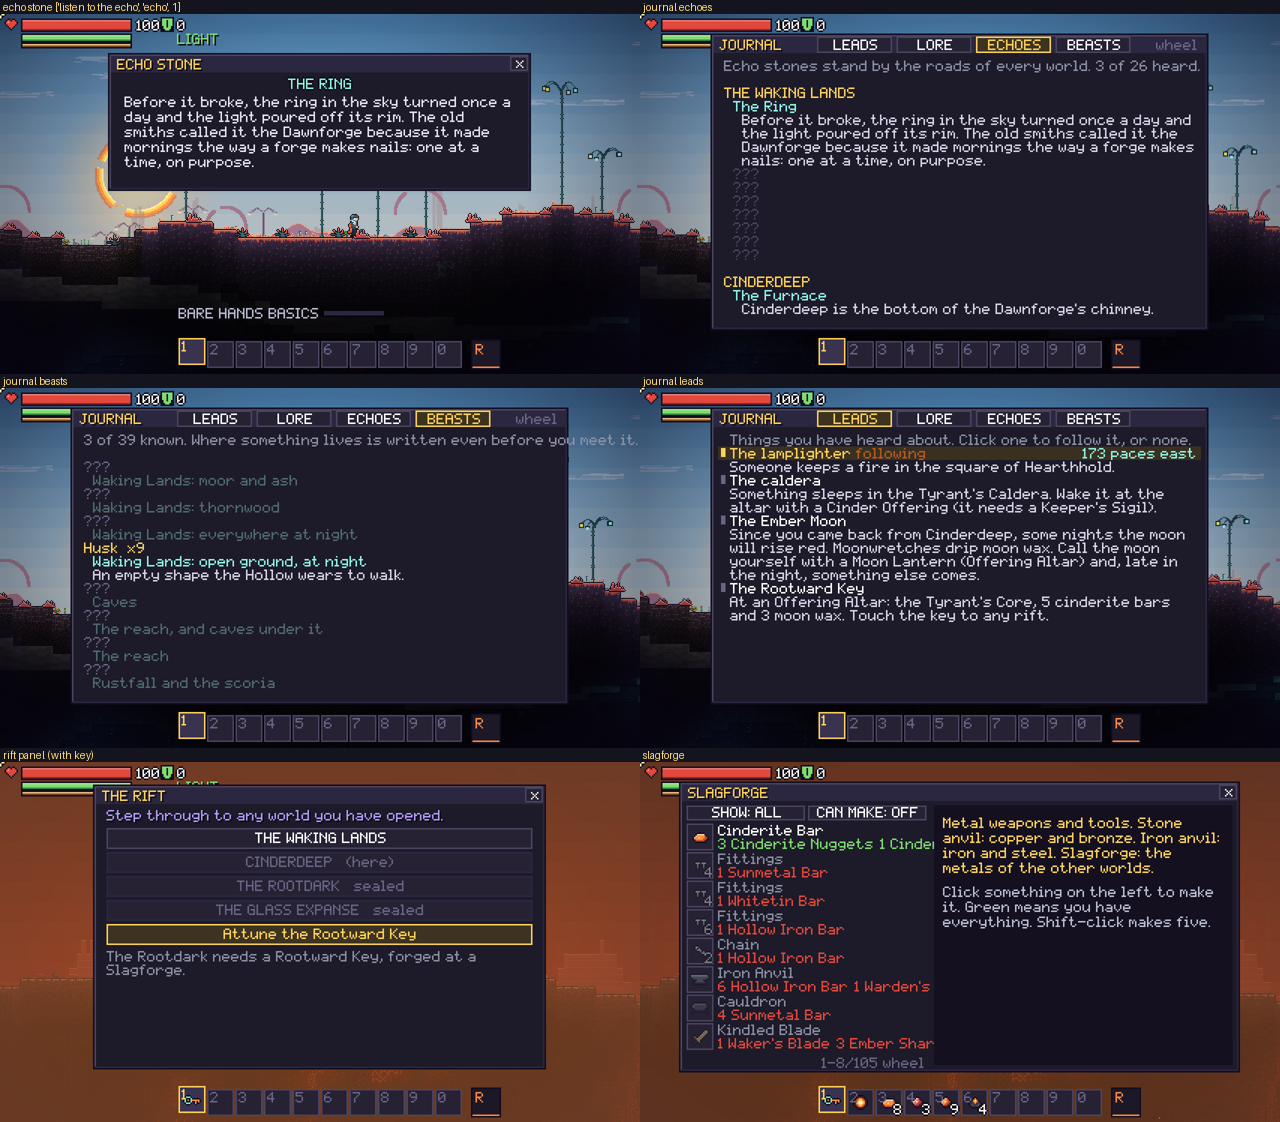 echo stone ['listen to the echo', 'echo', 1]
100 0
LIGHT
ECHO STONE
THE RING
Before it broke, the ring in the sky turned once a
day and the light poured off its rim. The old
smiths called it the Dawnforge because it made
mornings the way a forge makes nails: one at a
time, on purpose.
BARE HANDS BASICS
1 2 3 4 5 6 7 8 9 0 R
journal echoes
100 0
JOURNAL LEADS LORE ECHOES BEASTS wheel
Echo stones stand by the roads of every world. 3 of 26 heard.
THE WAKING LANDS
The Ring
Before it broke, the ring in the sky turned once a day and
the light poured off its rim. The old smiths called it the
Dawnforge because it made mornings the way a forge makes
nails: one at a time, on purpose.
???
???
???
???
???
???
???
CINDERDEEP
The Furnace
Cinderdeep is the bottom of the Dawnforge's chimney.
1 2 3 4 5 6 7 8 9 0 R
journal beasts
100 0
JOURNAL LEADS LORE ECHOES BEASTS wheel
3 of 39 known. Where something lives is written even before you meet it.
???
Waking Lands: moor and ash
???
Waking Lands: thornwood
???
Waking Lands: everywhere at night
Husk x9
Waking Lands: open ground, at night
An empty shape the Hollow wears to walk.
???
Caves
???
The reach, and caves under it
???
The reach
???
Rustfall and the scoria
1 2 3 4 5 6 7 8 9 0 R
journal leads
100 0
JOURNAL LEADS LORE ECHOES BEASTS
Things you have heard about. Click one to follow it, or none.
The lamplighter following 173 paces east
Someone keeps a fire in the square of Hearthhold.
The caldera
Something sleeps in the Tyrant's Caldera. Wake it at the
altar with a Cinder Offering (it needs a Keeper's Sigil).
The Ember Moon
Since you came back from Cinderdeep, some nights the moon
will rise red. Moonwretches drip moon wax. Call the moon
yourself with a Moon Lantern (Offering Altar) and, late in
the night, something else comes.
The Rootward Key
At an Offering Altar: the Tyrant's Core, 5 cinderite bars
and 3 moon wax. Touch the key to any rift.
1 2 3 4 5 6 7 8 9 0 R
rift panel (with key)
100 0
THE RIFT
Step through to any world you have opened.
THE WAKING LANDS
CINDERDEEP (here)
THE ROOTDARK sealed
THE GLASS EXPANSE sealed
Attune the Rootward Key
The Rootdark needs a Rootward Key, forged at a
Slagforge.
1 2 3 4 5 6 7 8 9 0 R
slagforge
100 0
SLAGFORGE
SHOW: ALL CAN MAKE: OFF
Cinderite Bar
3 Cinderite Nuggets 1 Cinder
Fittings
4 1 Sunmetal Bar
Fittings
4 1 Whitetin Bar
Fittings
6 1 Hollow Iron Bar
Chain
2 1 Hollow Iron Bar
Iron Anvil
6 Hollow Iron Bar 1 Warden's
Cauldron
4 Sunmetal Bar
Kindled Blade
1 Waker's Blade 3 Ember Shar
1-8/105 wheel
Metal weapons and tools. Stone
anvil: copper and bronze. Iron anvil:
iron and steel. Slagforge: the
metals of the other worlds.
Click something on the left to make
it. Green means you have
everything. Shift-click makes five.
1 2 3 8 4 3 5 9 6 4 7 8 9 0 R